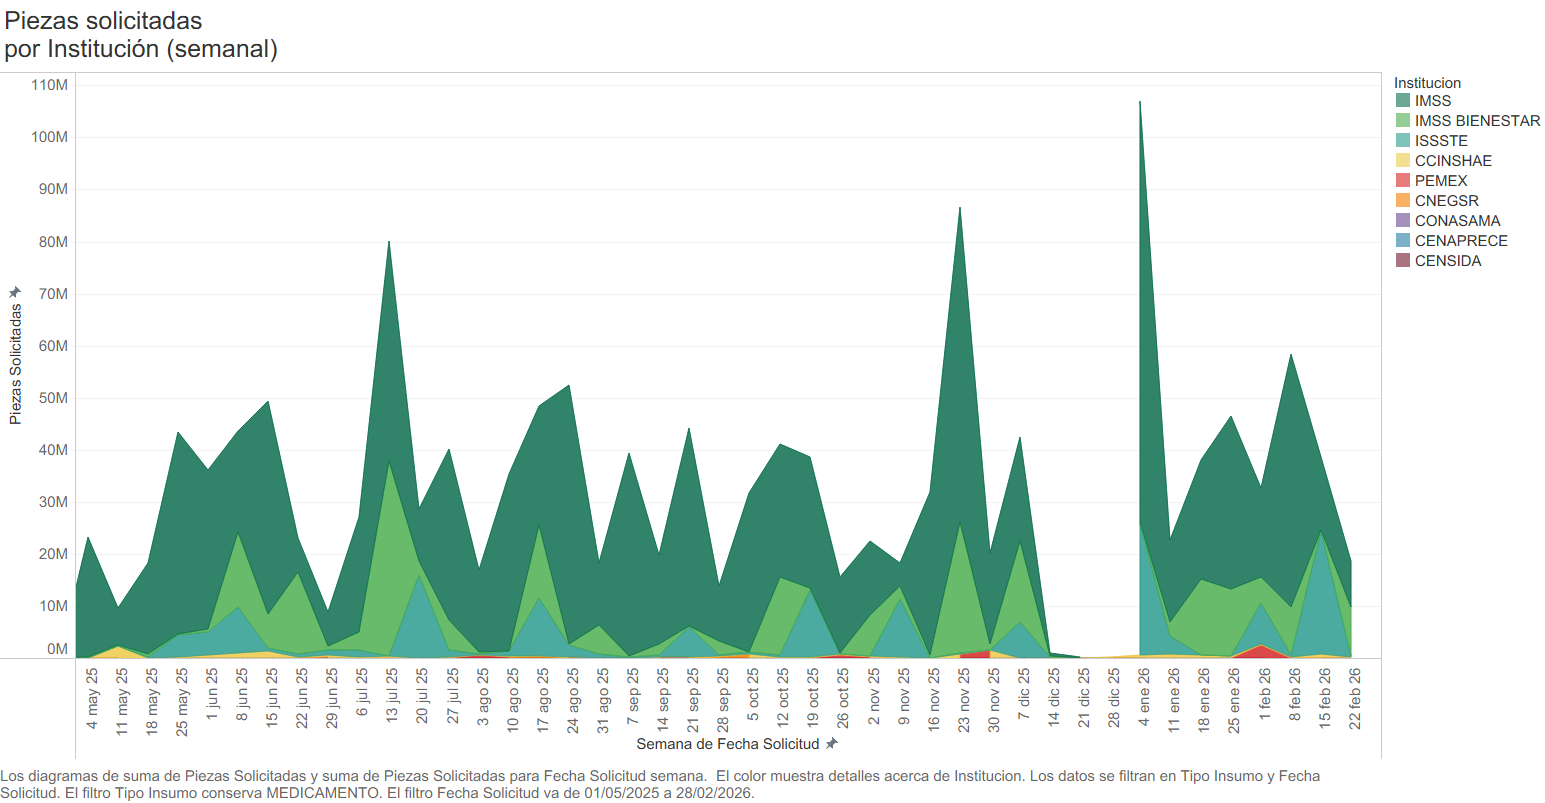 Piezas solicitadas
por Institución (semanal)
110M
100M
90M
80M
70M
60M
50M
40M
30M
20M
10M
0M
Piezas Solicitadas
4 may 25
11 may 25
18 may 25
25 may 25
1 jun 25
8 jun 25
15 jun 25
22 jun 25
29 jun 25
6 jul 25
13 jul 25
20 jul 25
27 jul 25
3 ago 25
10 ago 25
17 ago 25
24 ago 25
31 ago 25
7 sep 25
14 sep 25
21 sep 25
28 sep 25
5 oct 25
12 oct 25
19 oct 25
26 oct 25
2 nov 25
9 nov 25
16 nov 25
23 nov 25
30 nov 25
7 dic 25
14 dic 25
21 dic 25
28 dic 25
4 ene 26
11 ene 26
18 ene 26
25 ene 26
1 feb 26
8 feb 26
15 feb 26
22 feb 26
Semana de Fecha Solicitud
Institucion
IMSS
IMSS BIENESTAR
ISSSTE
CCINSHAE
PEMEX
CNEGSR
CONASAMA
CENAPRECE
CENSIDA
Los diagramas de suma de Piezas Solicitadas y suma de Piezas Solicitadas para Fecha Solicitud semana.  El color muestra detalles acerca de Institucion. Los datos se filtran en Tipo Insumo y Fecha
Solicitud. El filtro Tipo Insumo conserva MEDICAMENTO. El filtro Fecha Solicitud va de 01/05/2025 a 28/02/2026.